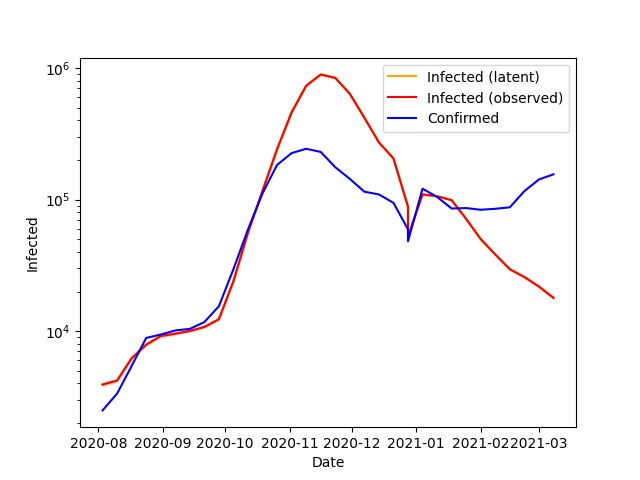 Infected (latent)
Infected (observed)
Confirmed
10^6
10^5
10^4
Infected
2020-08 2020-09 2020-10 2020-11 2020-12 2021-01 2021-02 2021-03
Date